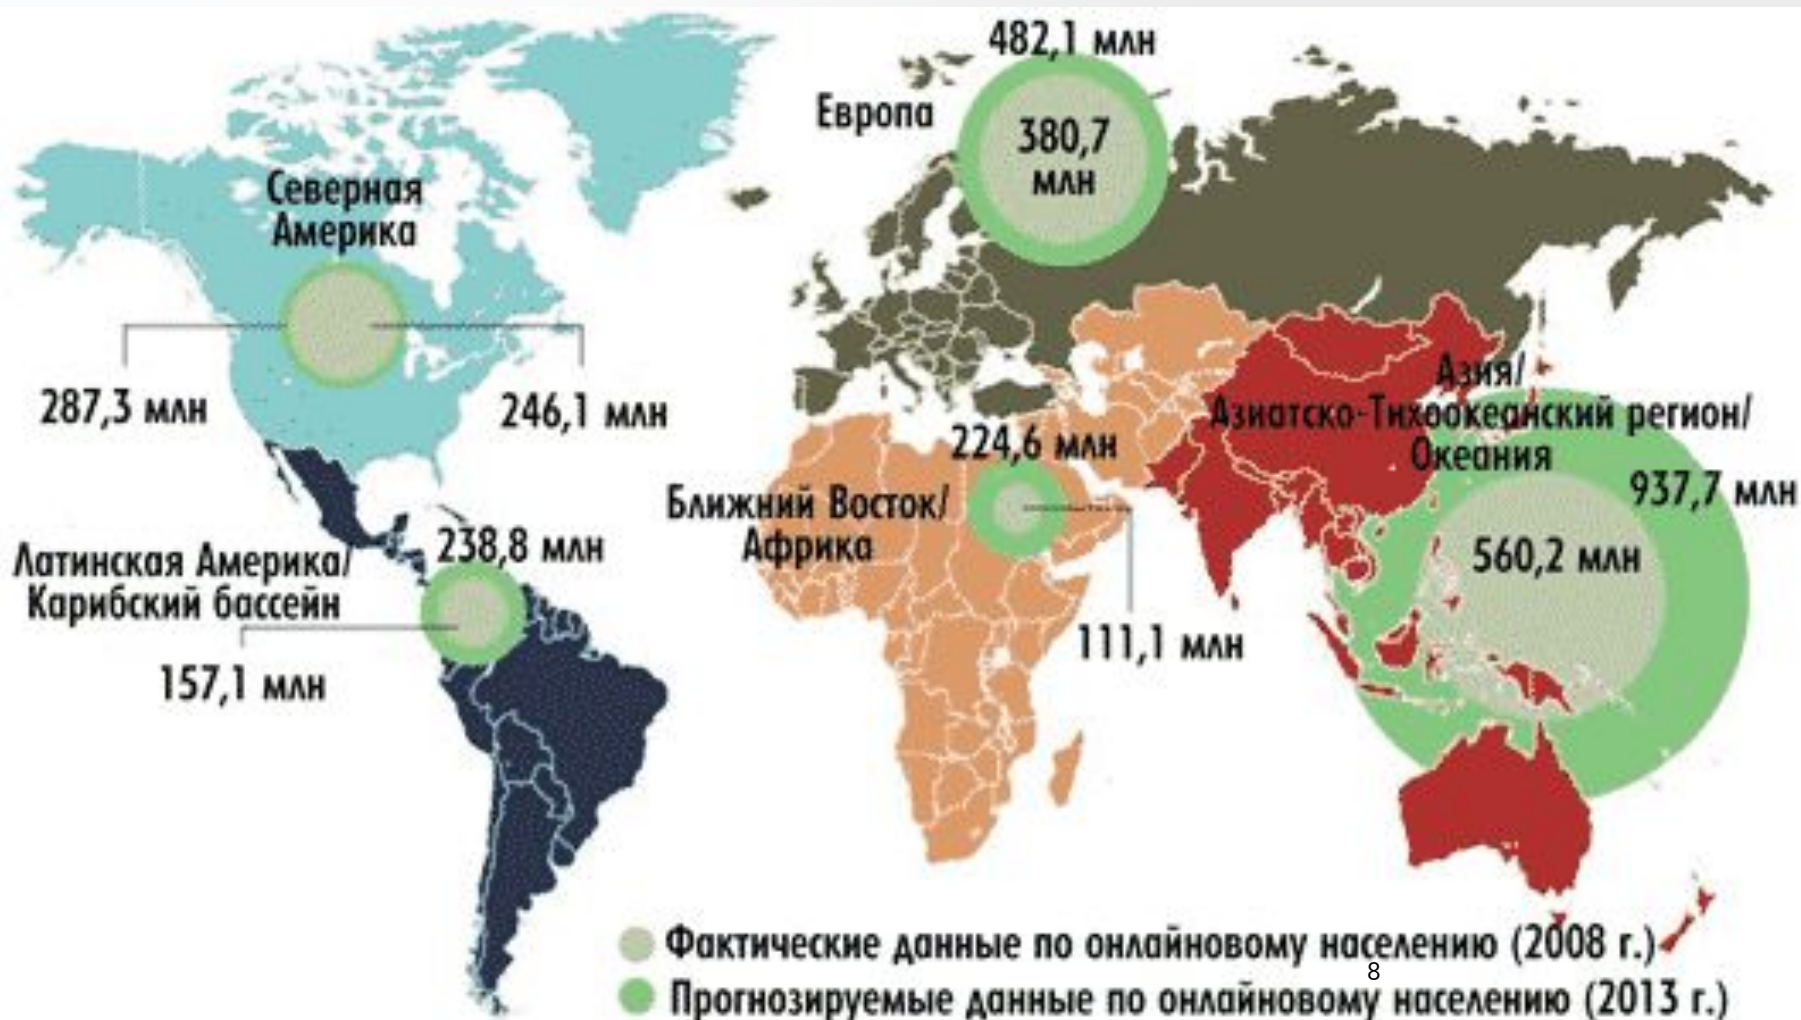 482,1 млн
Европа
380,7
млн
Северная
Америка
287,3 млн
246,1 млн
Азия/
Азиатско-Тихоокеанский регион/
Океания
937,7 млн
560,2 млн
224,6 млн
Ближний Восток/
Африка
111,1 млн
238,8 млн
Латинская Америка/
Карибский бассейн
157,1 млн
Фактические данные по онлайновому населению (2008 г.)
8
Прогнозируемые данные по онлайновому населению (2013 г.)